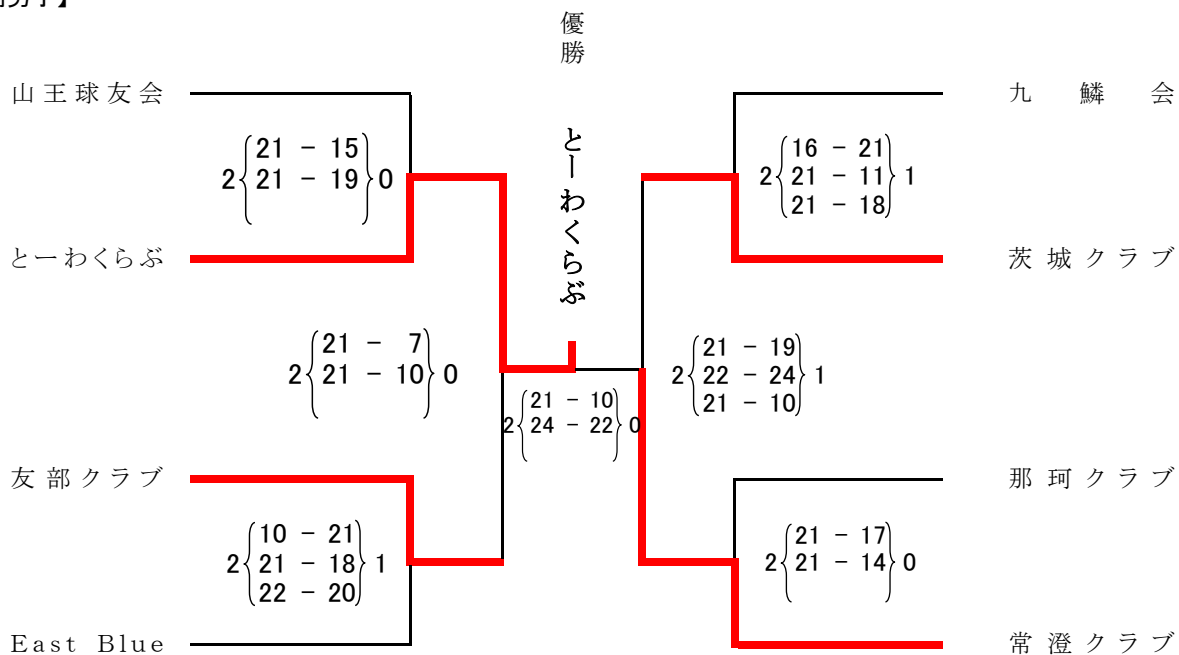 優勝 とーわくらぶ
山王球友会
21 - 15
2 21 - 19 0
とーわくらぶ
21 - 7
2 21 - 10 0
友部クラブ
10 - 21
2 21 - 18 1
22 - 20
East Blue
21 - 10
2 24 - 22 0
九鱗会
16 - 21
2 21 - 11 1
21 - 18
茨城クラブ
21 - 19
2 22 - 24 1
21 - 10
那珂クラブ
21 - 17
2 21 - 14 0
常澄クラブ